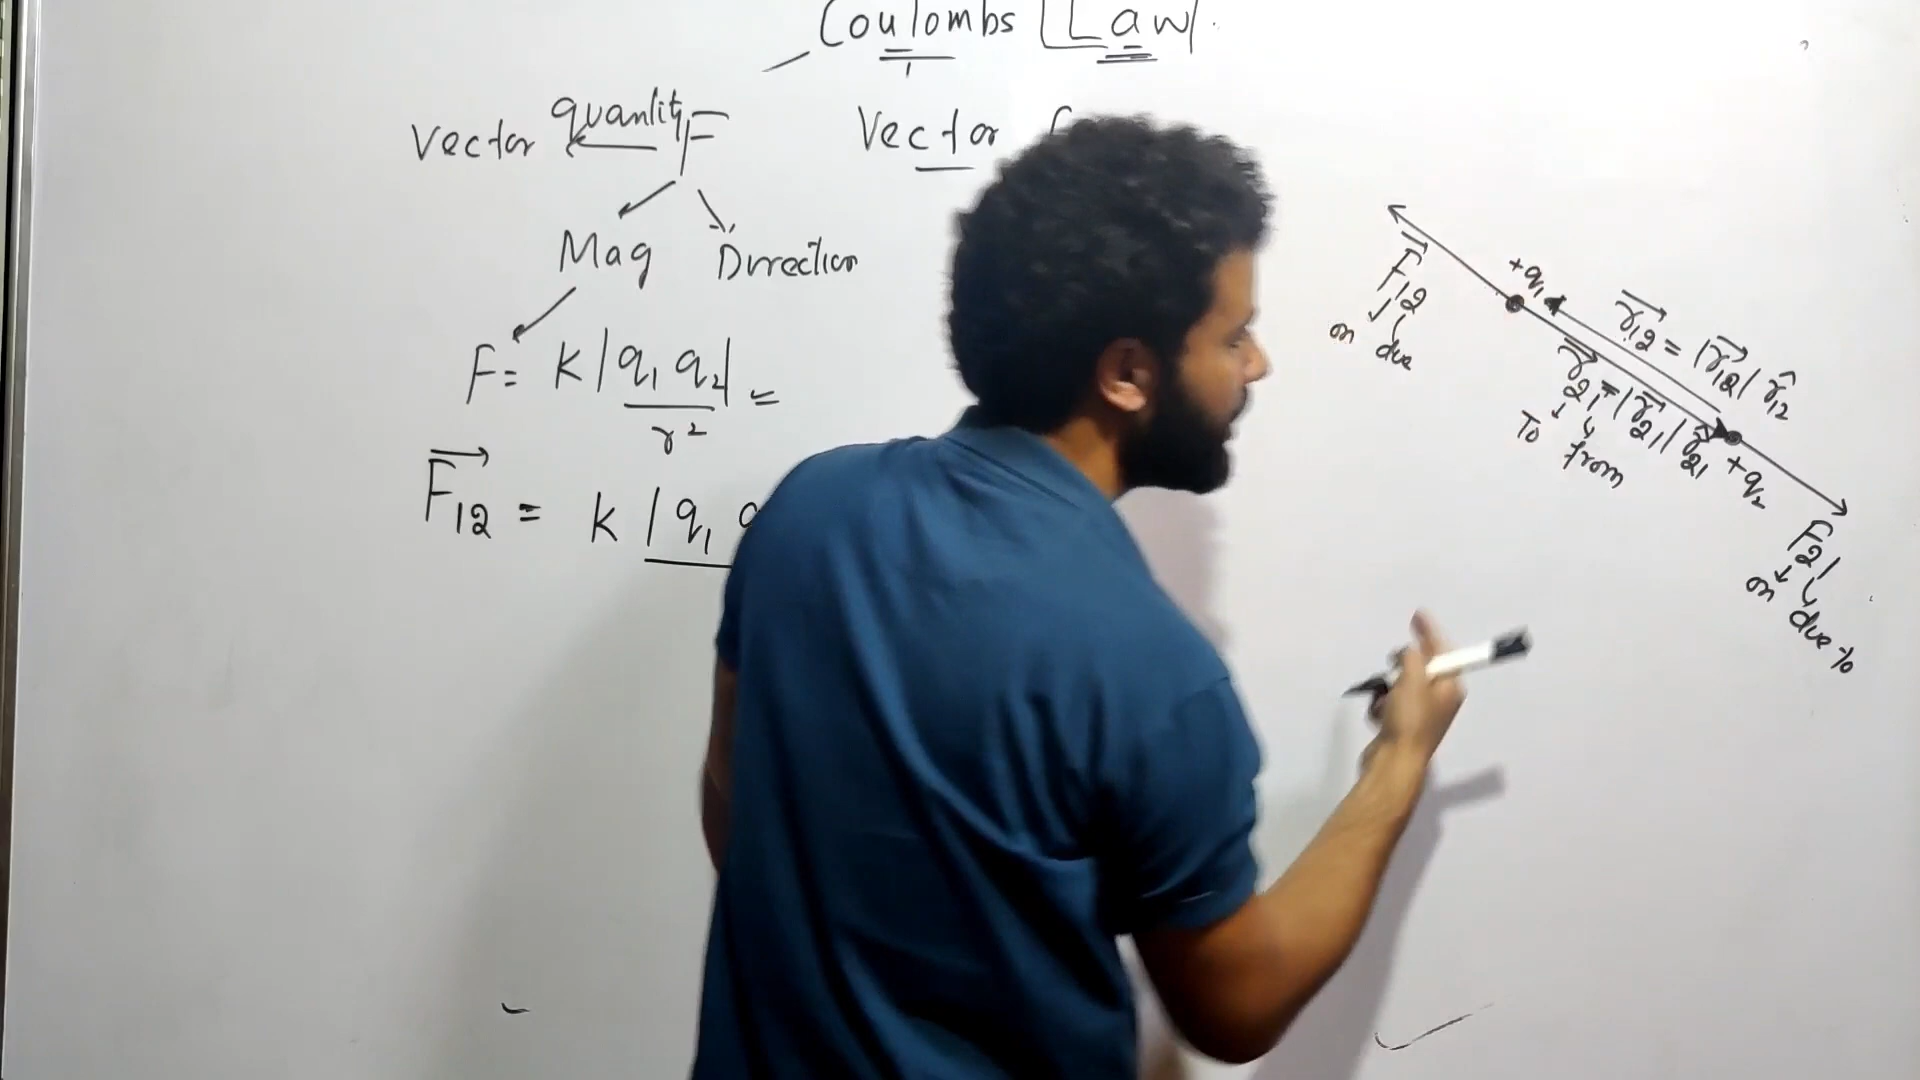 Coulombs Law
Vector quantity F
Vector
Mag Direction
F = K |q₁ q₂| =
r²
F₁₂ = K |q₁
F₁₂
on due
+q₁
r₁₂ = |r₁₂| r̂₁₂
r₂₁ = |r₂₁| r̂₂₁
To from
+q₂
F₂₁
on due to